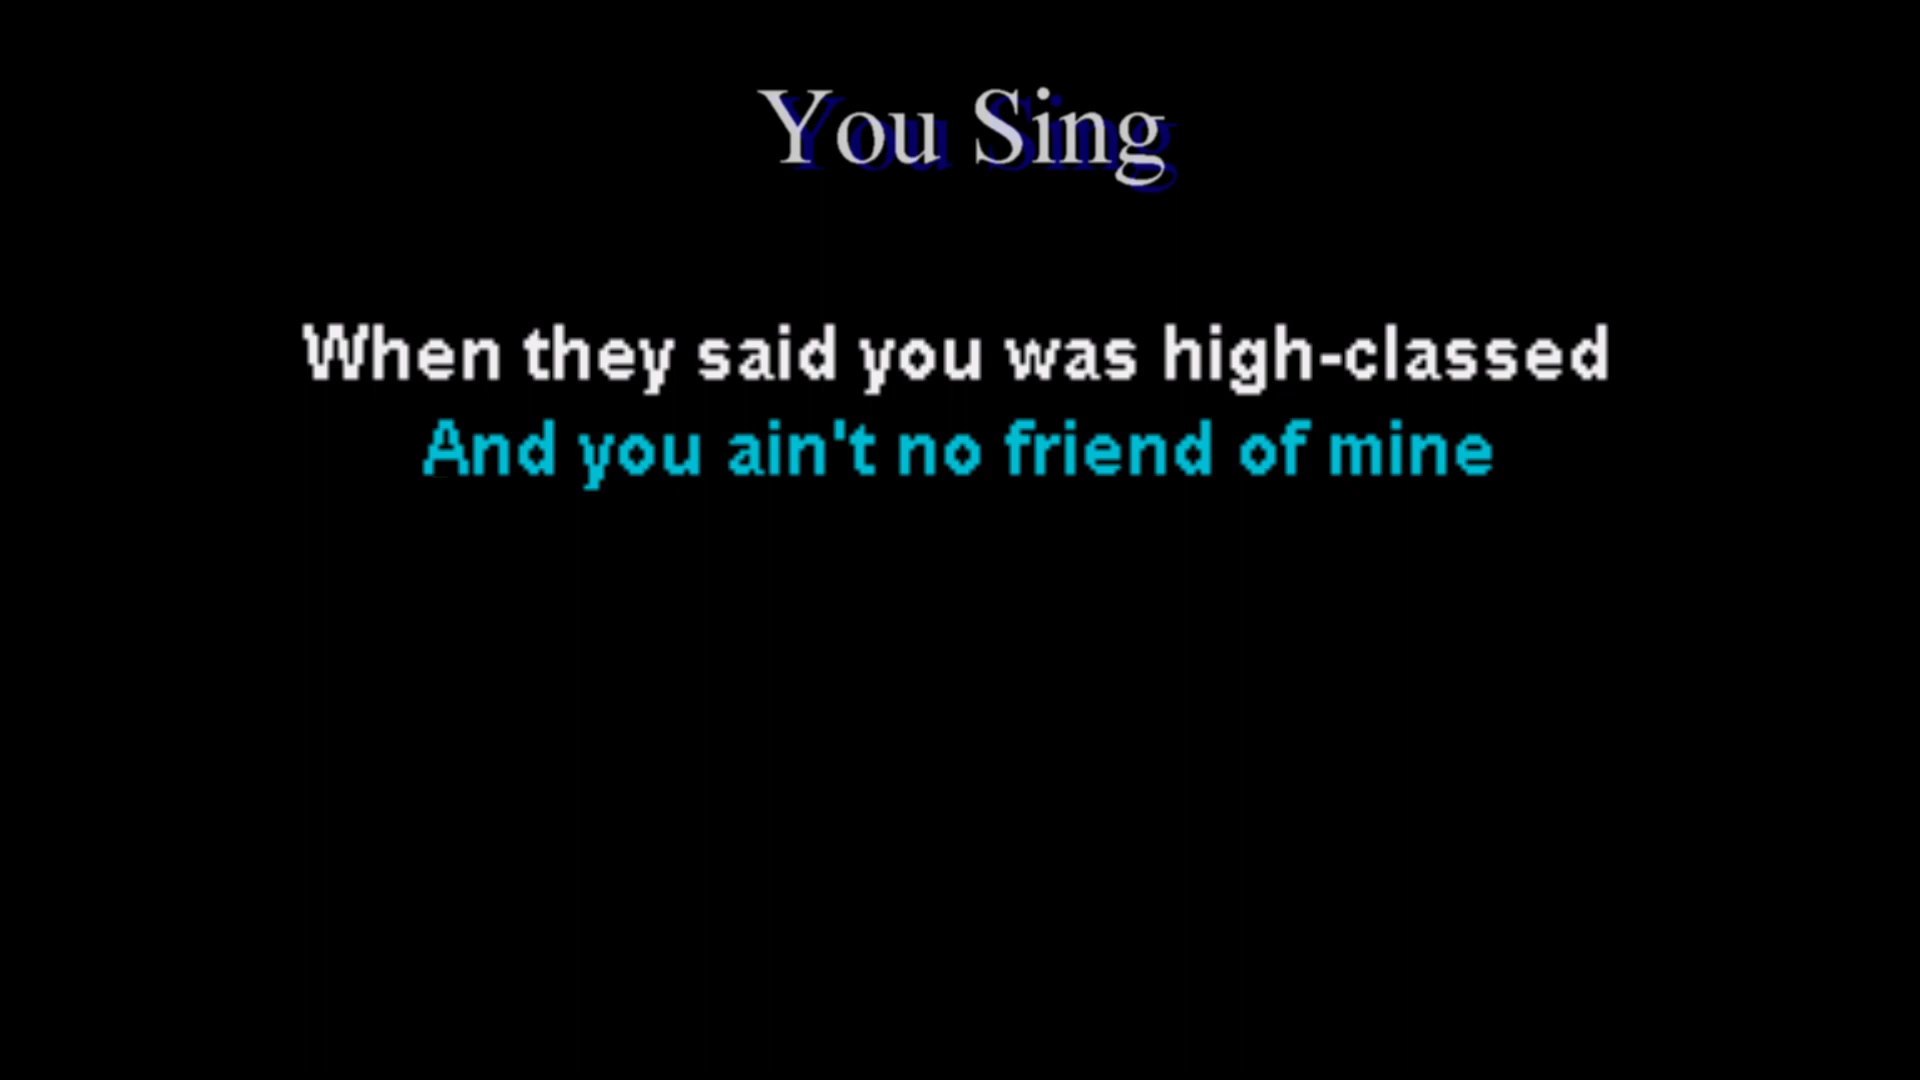 You Sing
When they said you was high-classed
And you ain't no friend of mine